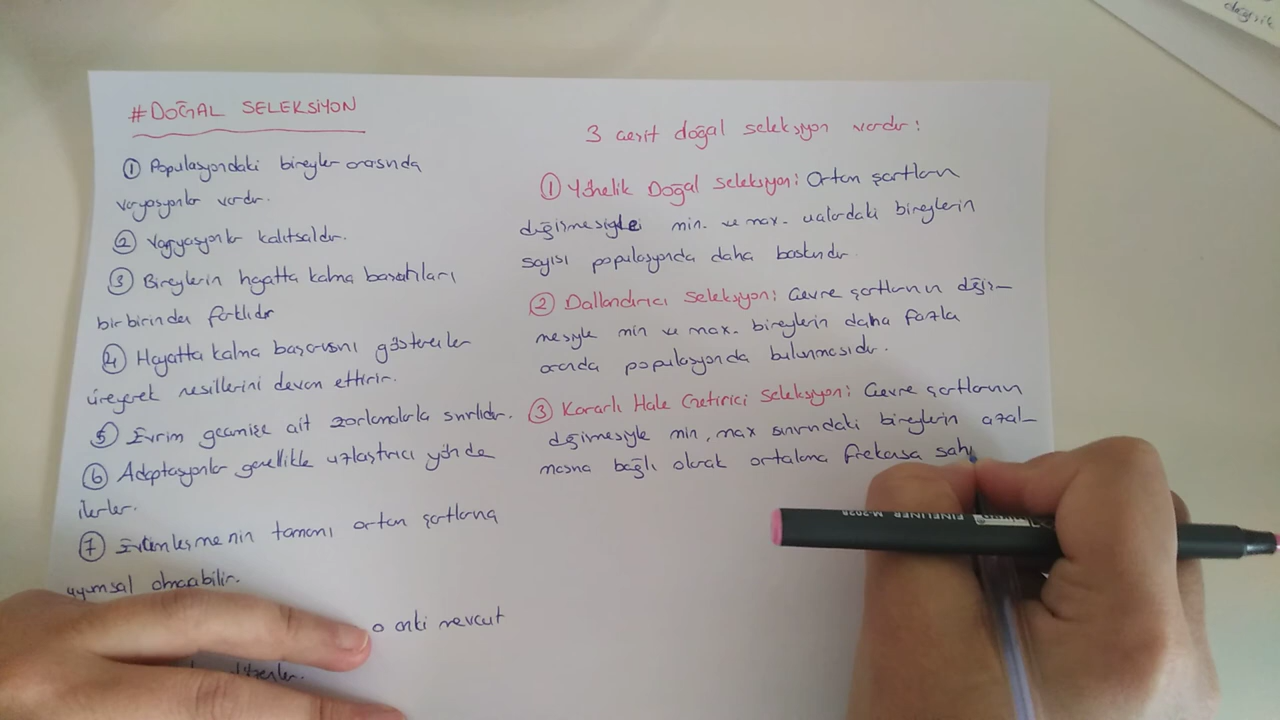 #DOĞAL SELEKSİYON
① Populasyondaki bireyler arasında
varyasyonlar vardır.
② Varyasyonlar kalıtsaldır.
③ Bireylerin hayatta kalma başarıları
birbirinden farklıdır
④ Hayatta kalma başarısını gösterenler
üreyerek nesillerini devam ettirir.
⑤ Evrim geçmişe ait zorlamalarla sınırlıdır.
⑥ Adaptasyonlar genellikle uzlaştırıcı yönde
ilerler.
⑦ Evrimleşmenin tamamı ortam şartlarına
uyumsal olmayabilir.
o anki mevcut
3 çeşit doğal seleksiyon vardır:
① Yönelik Doğal Seleksiyon: Ortam şartların
değişmesiyle min. ve max. uçlardaki bireylerin
sayısı populasyonda daha baskındır.
② Dallandırıcı Seleksiyon: Çevre şartlarının değiş-
mesiyle min ve max. bireylerin daha fazla
oranda populasyonda bulunmasıdır.
③ Kararlı Hale Getirici Seleksiyon: Çevre şartlarının
değişmesiyle min, max sınırındaki bireylerin azal-
masına bağlı olarak ortalama frekansa sahi
FINELINER M-2028
değişik